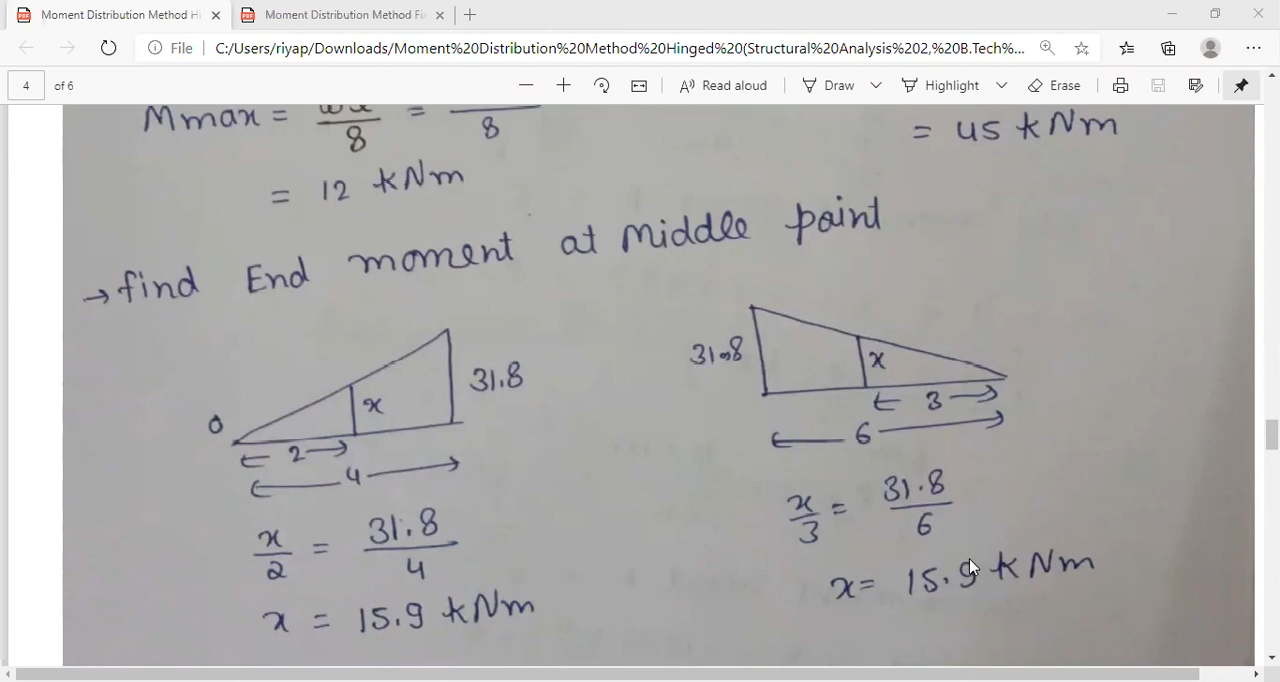 Moment Distribution Method Hi
Moment Distribution Method Fi
File
C:/Users/riyap/Downloads/Moment%20Distribution%20Method%20Hinged%20(Structural%20Analysis%202,%20B.Tech%...
4 of 6
Read aloud
Draw
Highlight
Erase
Mmax =
=
8
8
= 12 kNm
= 45 kNm
→ find End moment at Middle point
0
x
31.8
2
4
x/2 = 31.8/4
x = 15.9 kNm
31.8
x
3
6
x/3 = 31.8/6
x = 15.9 kNm